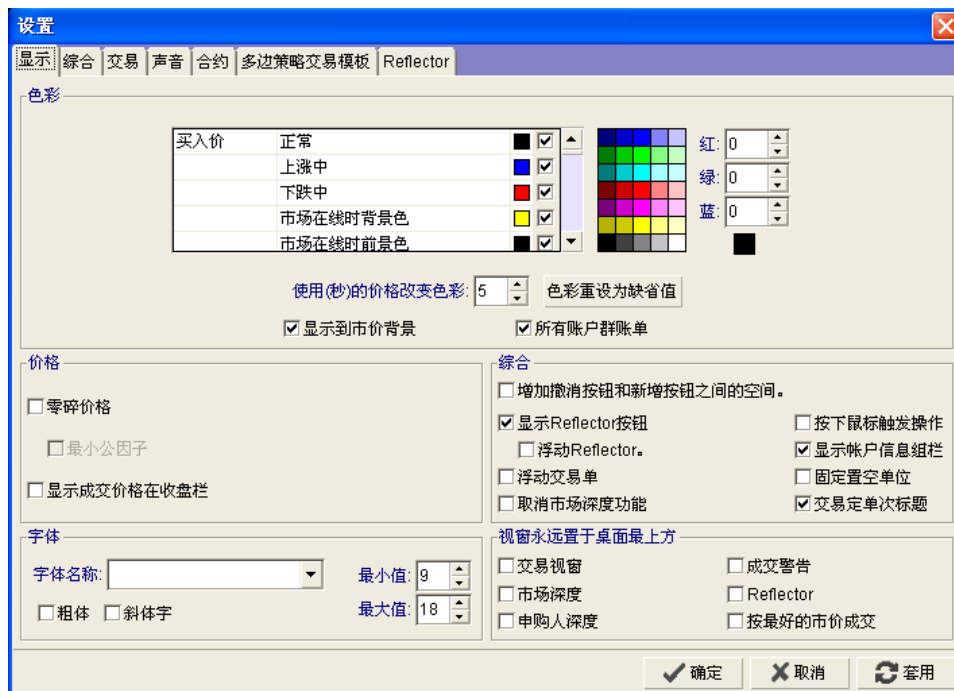 设置
显示 综合 交易 声音 合约 多边策略交易模板 Reflector
色彩
买入价 正常
上涨中
下跌中
市场在线时背景色
市场在线时前景色
红: 0
绿: 0
蓝: 0
使用(秒)的价格改变色彩: 5 色彩重设为缺省值
显示到市价背景 所有账户群账单
价格
零碎价格
最小公因子
显示成交价格在收盘栏
综合
增加撤消按钮和新增按钮之间的空间。
显示Reflector按钮 按下鼠标触发操作
浮动Reflector。 显示帐户信息组栏
浮动交易单 固定置空单位
取消市场深度功能 交易定单次标题
字体
字体名称: 最小值: 9
最大值: 18
粗体 斜体字
视窗永远置于桌面最上方
交易视窗 成交警告
市场深度 Reflector
申购人深度 按最好的市价成交
确定 取消 套用